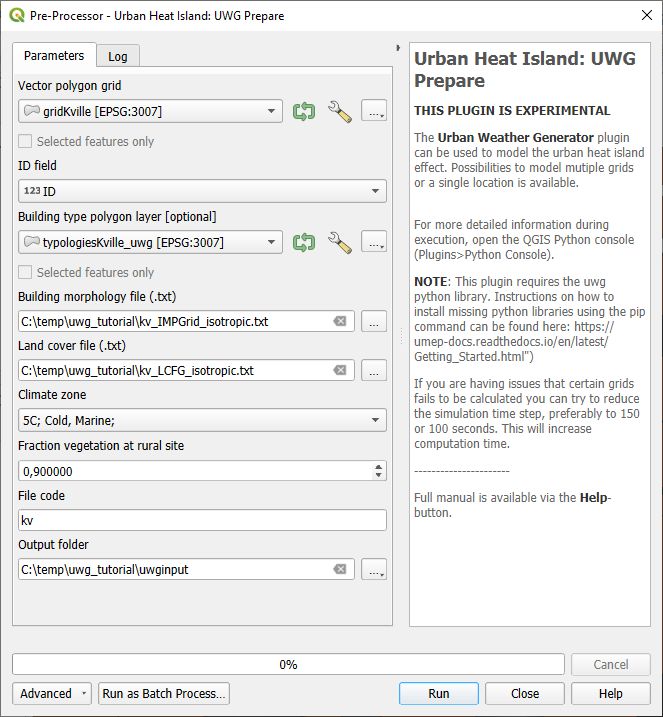 Pre-Processor - Urban Heat Island: UWG Prepare
Parameters
Log
Vector polygon grid
gridKville [EPSG:3007]
...
Selected features only
ID field
123 ID
Building type polygon layer [optional]
typologiesKville_uwg [EPSG:3007]
...
Selected features only
Building morphology file (.txt)
C:\temp\uwg_tutorial\kv_IMPGrid_isotropic.txt
...
Land cover file (.txt)
C:\temp\uwg_tutorial\kv_LCFG_isotropic.txt
...
Climate zone
5C; Cold, Marine;
Fraction vegetation at rural site
0,900000
File code
kv
Output folder
C:\temp\uwg_tutorial\uwginput
...
Urban Heat Island: UWG
Prepare
THIS PLUGIN IS EXPERIMENTAL
The Urban Weather Generator plugin
can be used to model the urban heat island
effect. Possibilities to model mutiple grids
or a single location is available.
For more detailed information during
execution, open the QGIS Python console
(Plugins>Python Console).
NOTE: This plugin requires the uwg
python library. Instructions on how to
install missing python libraries using the pip
command can be found here: https://
umep-docs.readthedocs.io/en/latest/
Getting_Started.html")
If you are having issues that certain grids
fails to be calculated you can try to reduce
the simulation time step, preferably to 150
or 100 seconds. This will increase
computation time.
----------------------
Full manual is available via the Help-
button.
0%
Cancel
Advanced
Run as Batch Process...
Run
Close
Help